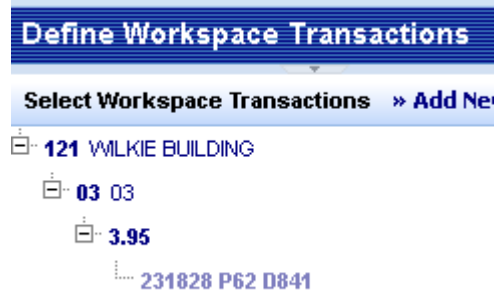 Define Workspace Transactions
Select Workspace Transactions » Add Ne
121 WILKIE BUILDING
03 03
3.95
231828 P62 D841